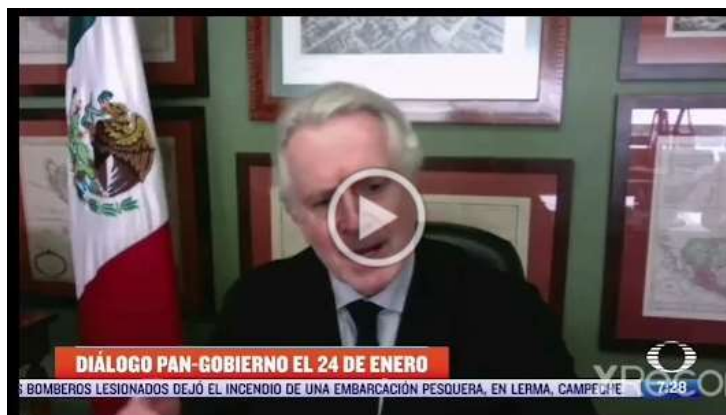 DIÁLOGO PAN-GOBIERNO EL 24 DE ENERO
S BOMBEROS LESIONADOS DEJÓ EL INCENDIO DE UNA EMBARCACIÓN PESQUERA, EN LERMA, CAMPECHE
7:28